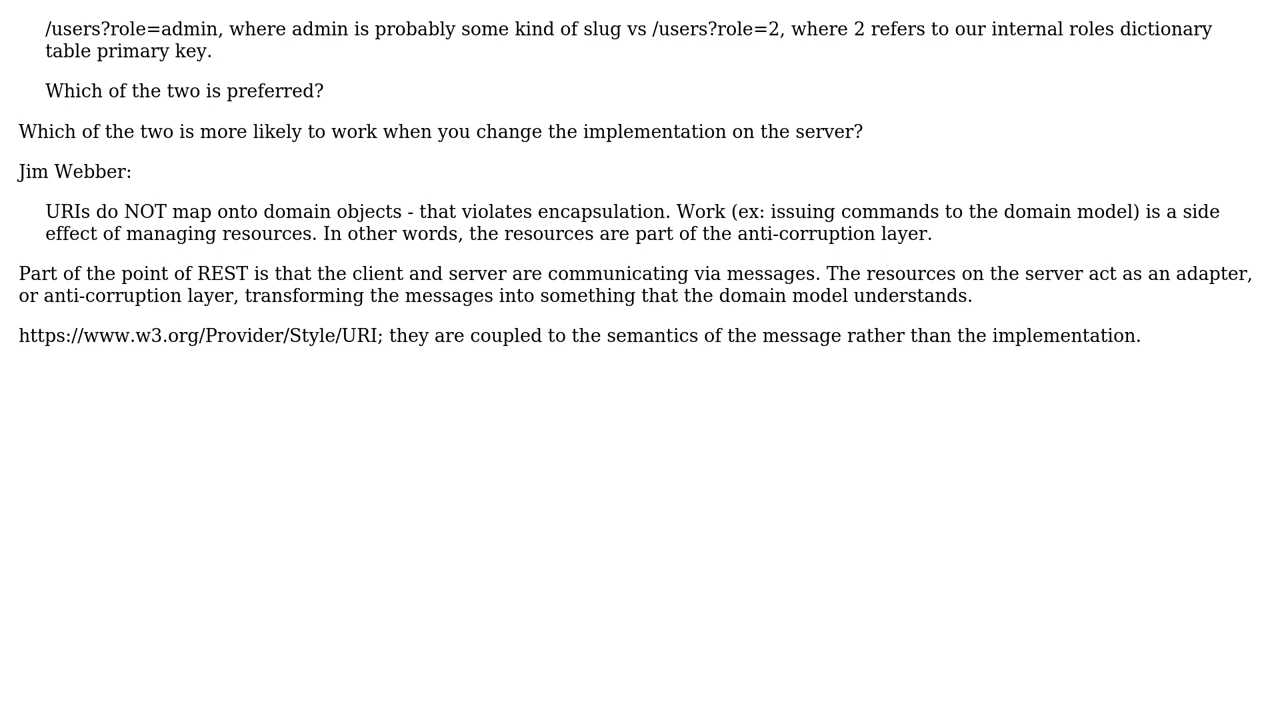 /users?role=admin, where admin is probably some kind of slug vs /users?role=2, where 2 refers to our internal roles dictionary
table primary key.
Which of the two is preferred?
Which of the two is more likely to work when you change the implementation on the server?
Jim Webber:
URIs do NOT map onto domain objects - that violates encapsulation. Work (ex: issuing commands to the domain model) is a side
effect of managing resources. In other words, the resources are part of the anti-corruption layer.
Part of the point of REST is that the client and server are communicating via messages. The resources on the server act as an adapter,
or anti-corruption layer, transforming the messages into something that the domain model understands.
https://www.w3.org/Provider/Style/URI; they are coupled to the semantics of the message rather than the implementation.